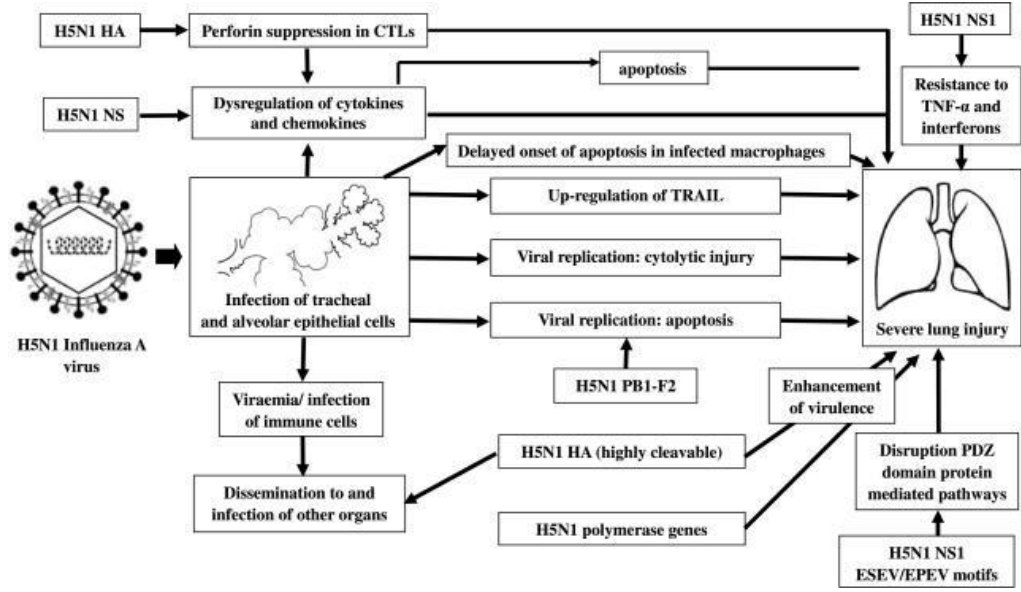 H5N1 HA
Perforin suppression in CTLs
H5N1 NS1
apoptosis
Resistance to
TNF-α and
interferons
H5N1 NS
Dysregulation of cytokines
and chemokines
Delayed onset of apoptosis in infected macrophages
Up-regulation of TRAIL
Viral replication: cytolytic injury
Infection of tracheal
and alveolar epithelial cells
Viral replication: apoptosis
Severe lung injury
H5N1 Influenza A
virus
H5N1 PB1-F2
Enhancement
of virulence
Viraemia/ infection
of immune cells
H5N1 HA (highly cleavable)
Disruption PDZ
domain protein
mediated pathways
Dissemination to and
infection of other organs
H5N1 polymerase genes
H5N1 NS1
ESEV/EPEV motifs